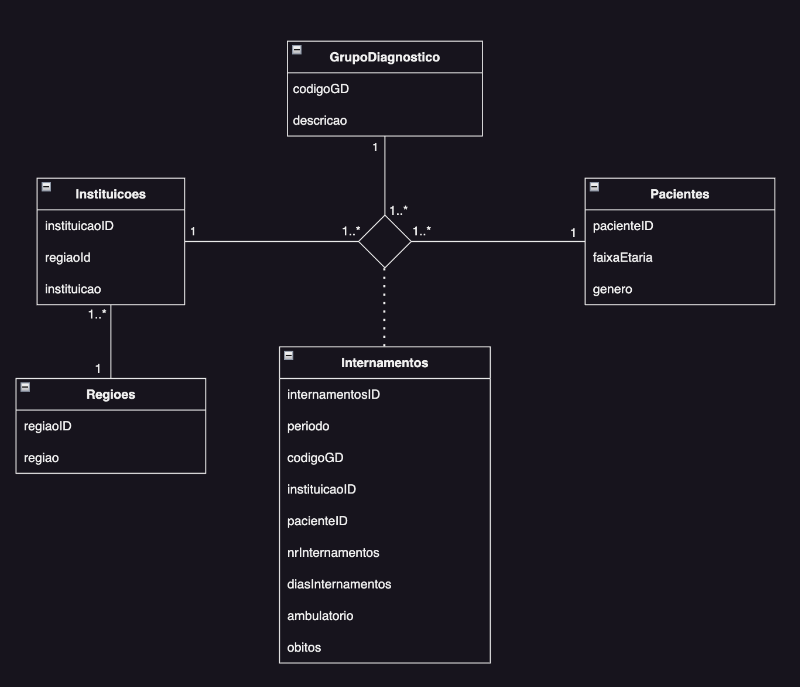 GrupoDiagnostico
codigoGD
descricao
1
1..*
Instituicoes
instituicaoID
regiaoId
instituicao
1
1..*
1..*
1
Pacientes
pacienteID
faixaEtaria
genero
1..*
1
Regioes
regiaoID
regiao
Internamentos
internamentosID
periodo
codigoGD
instituicaoID
pacienteID
nrInternamentos
diasInternamentos
ambulatorio
obitos